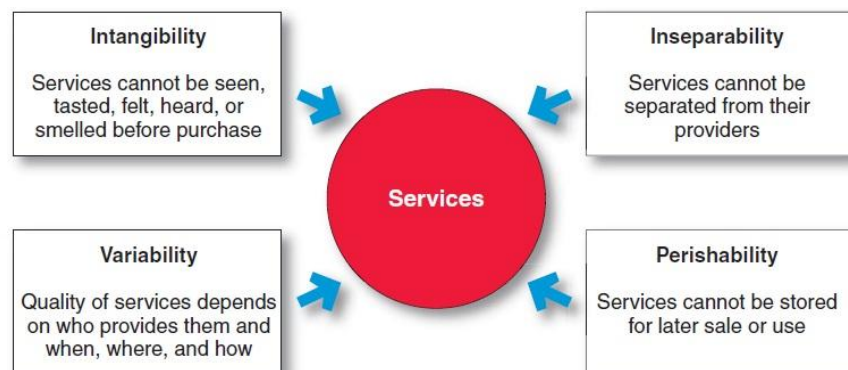 Intangibility
Services cannot be seen,
tasted, felt, heard, or
smelled before purchase
Inseparability
Services cannot be
separated from their
providers
Services
Variability
Quality of services depends
on who provides them and
when, where, and how
Perishability
Services cannot be stored
for later sale or use